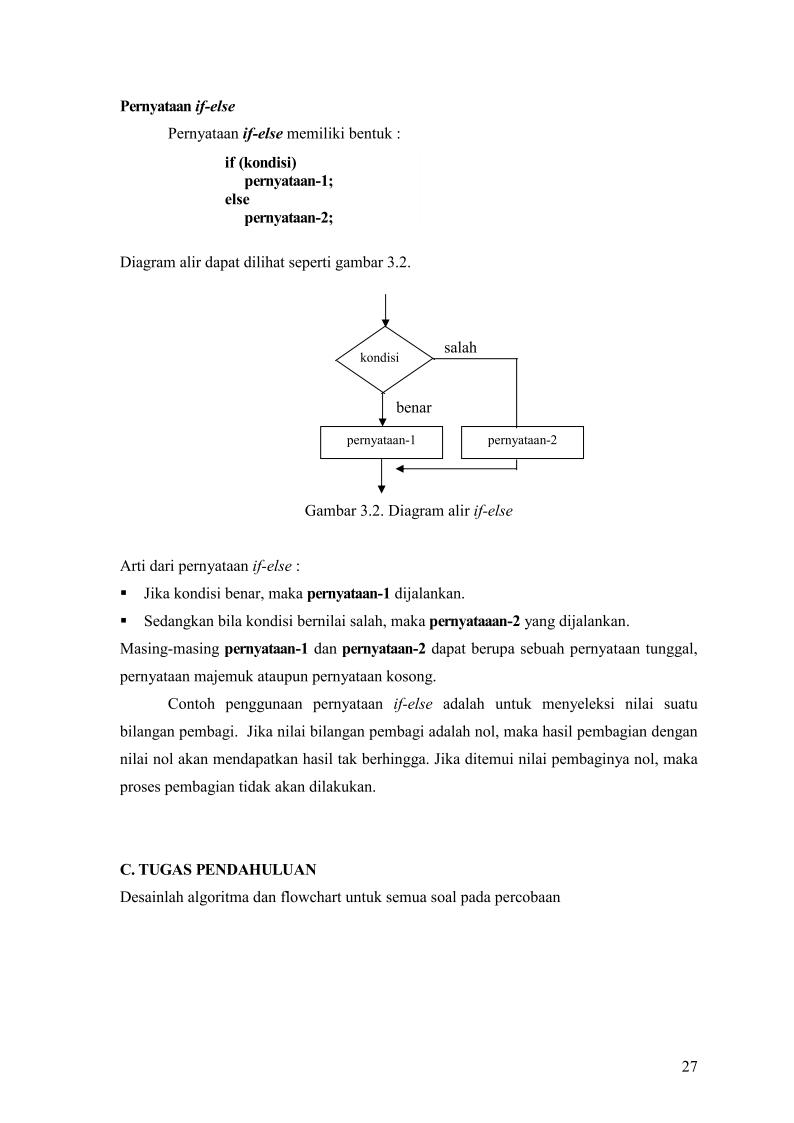 Pernyataan if-else
Pernyataan if-else memiliki bentuk :
if (kondisi)
pernyataan-1;
else
pernyataan-2;
Diagram alir dapat dilihat seperti gambar 3.2.
kondisi
salah
benar
pernyataan-1
pernyataan-2
Gambar 3.2. Diagram alir if-else
Arti dari pernyataan if-else :
▪ Jika kondisi benar, maka pernyataan-1 dijalankan.
▪ Sedangkan bila kondisi bernilai salah, maka pernyataaan-2 yang dijalankan.
Masing-masing pernyataan-1 dan pernyataan-2 dapat berupa sebuah pernyataan tunggal,
pernyataan majemuk ataupun pernyataan kosong.
Contoh penggunaan pernyataan if-else adalah untuk menyeleksi nilai suatu
bilangan pembagi. Jika nilai bilangan pembagi adalah nol, maka hasil pembagian dengan
nilai nol akan mendapatkan hasil tak berhingga. Jika ditemui nilai pembaginya nol, maka
proses pembagian tidak akan dilakukan.
C. TUGAS PENDAHULUAN
Desainlah algoritma dan flowchart untuk semua soal pada percobaan
27